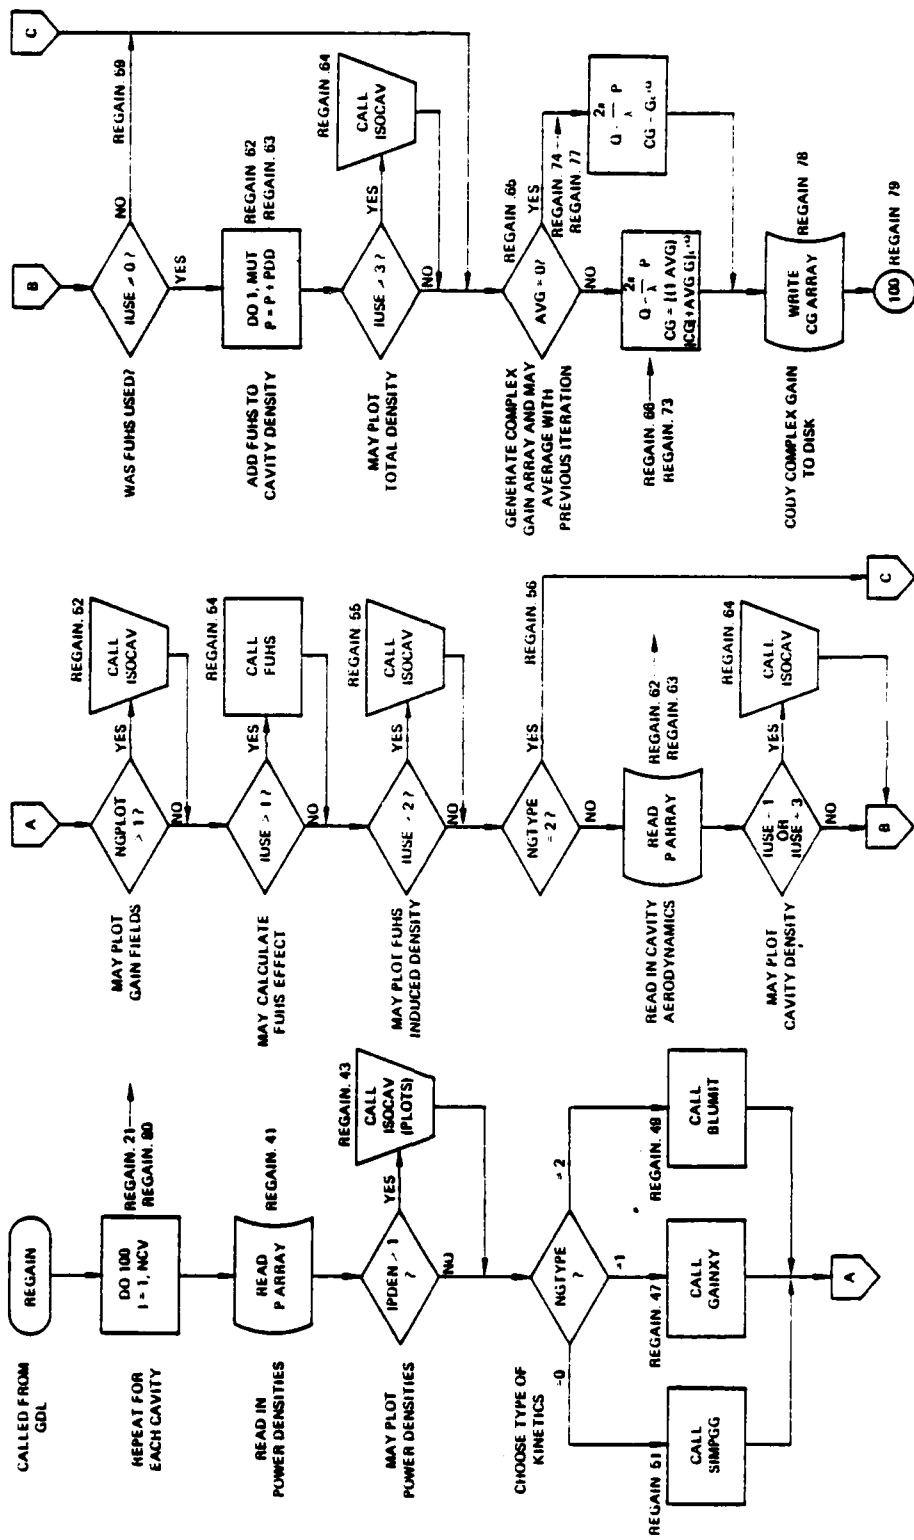 CALLED FROM
GDL
REGAIN
REPEAT FOR
EACH CAVITY
DO 100
I = 1, NCV
REGAIN. 21
REGAIN. 80
READ IN
POWER DENSITIES
READ
P ARRAY
REGAIN. 41
MAY PLOT
POWER DENSITIES
IPDEN > 1
?
YES
NO
REGAIN. 43
CALL
ISOCAV
(PLOTS)
CHOOSE TYPE OF
KINETICS
NGTYPE
?
=0
=1
= 2
REGAIN 51
CALL
SIMPGG
REGAIN. 47
CALL
GAINXY
REGAIN. 49
CALL
BLUMIT
A
A
MAY PLOT
GAIN FIELDS
NGPLOT
> 1 ?
YES
NO
REGAIN. 52
CALL
ISOCAV
MAY CALCULATE
FUHS EFFECT
IUSE > 1 ?
YES
NO
REGAIN. 54
CALL
FUHS
MAY PLOT FUHS
INDUCED DENSITY
IUSE > 2 ?
YES
NO
REGAIN. 55
CALL
ISOCAV
NGTYPE
= 2 ?
YES
NO
REGAIN. 56
READ IN CAVITY
AERODYNAMICS
READ
P ARRAY
REGAIN. 62
REGAIN. 63
MAY PLOT
CAVITY DENSITY
IUSE - 1
OR
IUSE + 3
YES
NO
REGAIN. 64
CALL
ISOCAV
B
C
B
C
WAS FUHS USED?
IUSE > 0 ?
NO
YES
REGAIN. 59
ADD FUHS TO
CAVITY DENSITY
DO 1, MUT
P = P + PDD
REGAIN. 62
REGAIN. 63
MAY PLOT
TOTAL DENSITY
IUSE > 3 ?
YES
NO
REGAIN. 64
CALL
ISOCAV
GENERATE COMPLEX
GAIN ARRAY AND MAY
AVERAGE WITH
PREVIOUS ITERATION
AVG = 0?
REGAIN .65
YES
NO
REGAIN. 74
REGAIN. 77
CG - G
REGAIN. 66
REGAIN. 73
CG = [(1 AVG)
|CG|+AVG G]
CODY COMPLEX GAIN
TO DISK
WRITE
CG ARRAY
REGAIN. 78
100
REGAIN 79